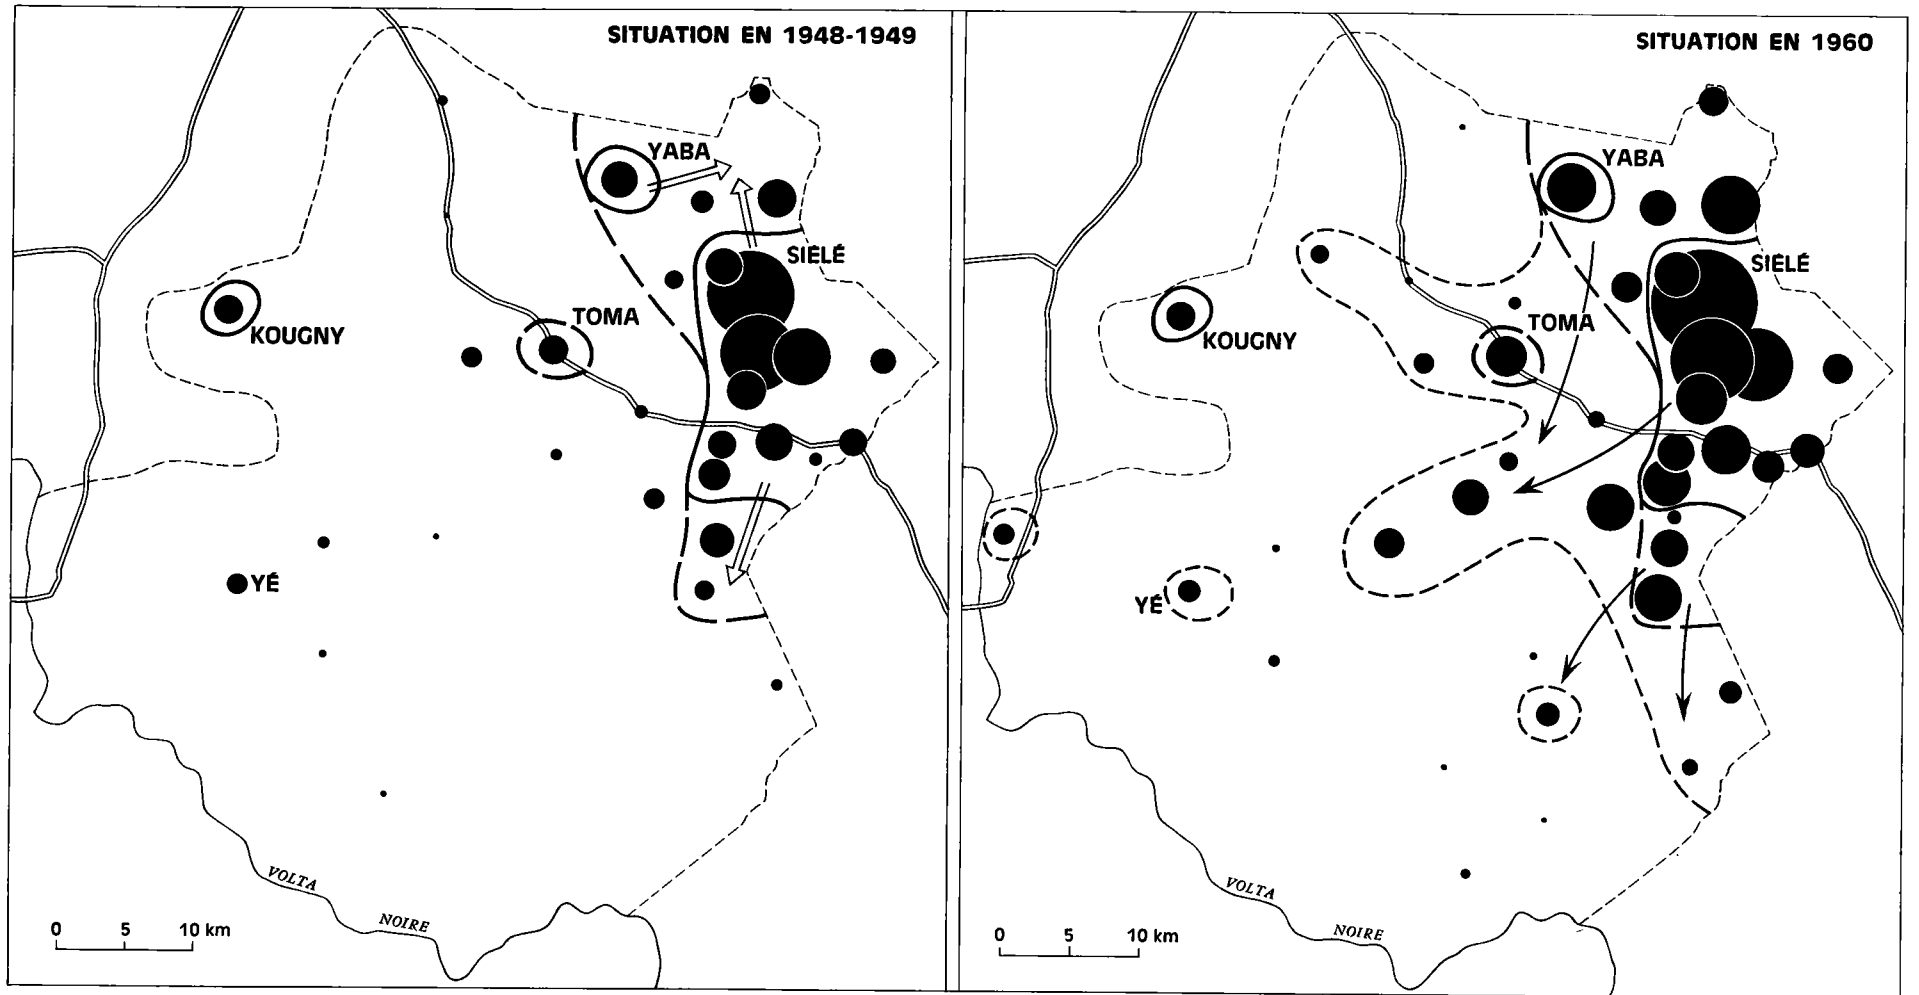 SITUATION EN 1948-1949
YABA
SIÉLÉ
TOMA
KOUGNY
YÉ
VOLTA
NOIRE
0 5 10 km
SITUATION EN 1960
YABA
SIÉLÉ
TOMA
KOUGNY
YÉ
VOLTA
NOIRE
0 5 10 km